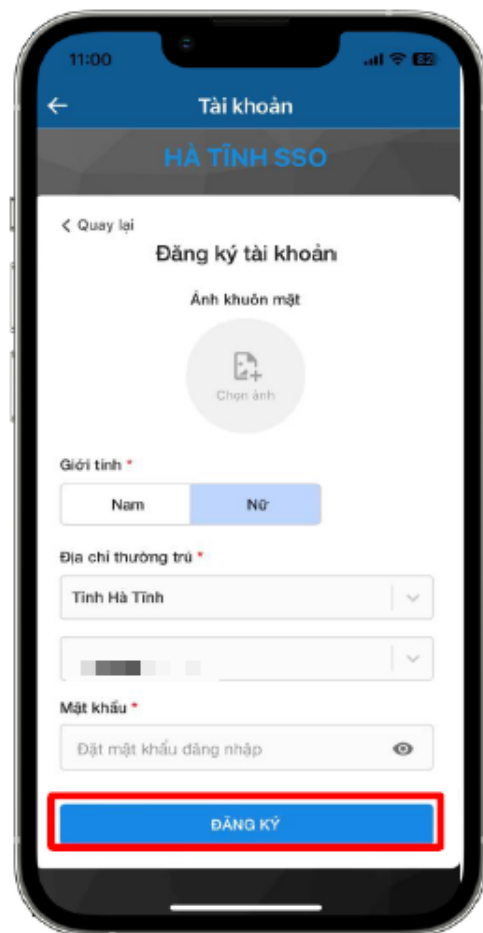 11:00
82
Tài khoản
HÀ TĨNH SSO
Quay lại
Đăng ký tài khoản
Ảnh khuôn mặt
Chọn ảnh
Giới tính *
Nam Nữ
Địa chỉ thường trú *
Tỉnh Hà Tĩnh
Mật khẩu *
Đặt mật khẩu đăng nhập
ĐĂNG KÝ